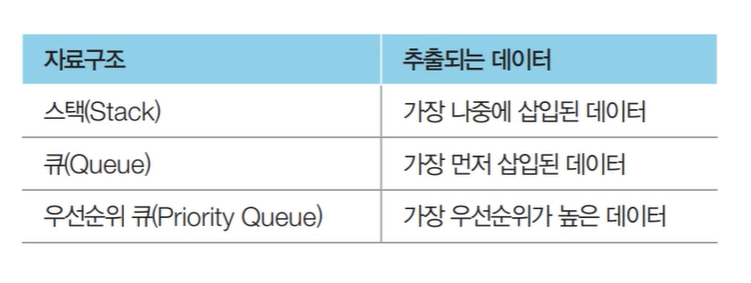 자료구조 추출되는 데이터
스택(Stack) 가장 나중에 삽입된 데이터
큐(Queue) 가장 먼저 삽입된 데이터
우선순위 큐(Priority Queue) 가장 우선순위가 높은 데이터